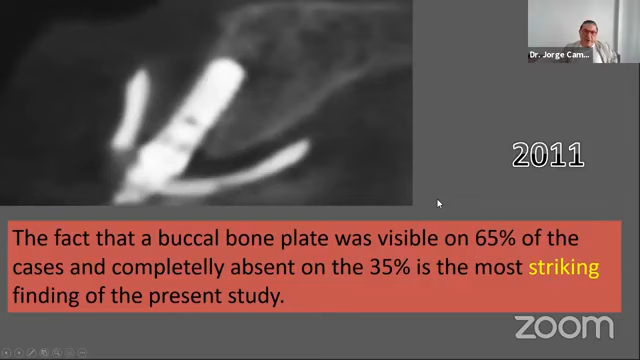 Dr. Jorge Cam...
2011
The fact that a buccal bone plate was visible on 65% of the
cases and completelly absent on the 35% is the most striking
finding of the present study.
zoom